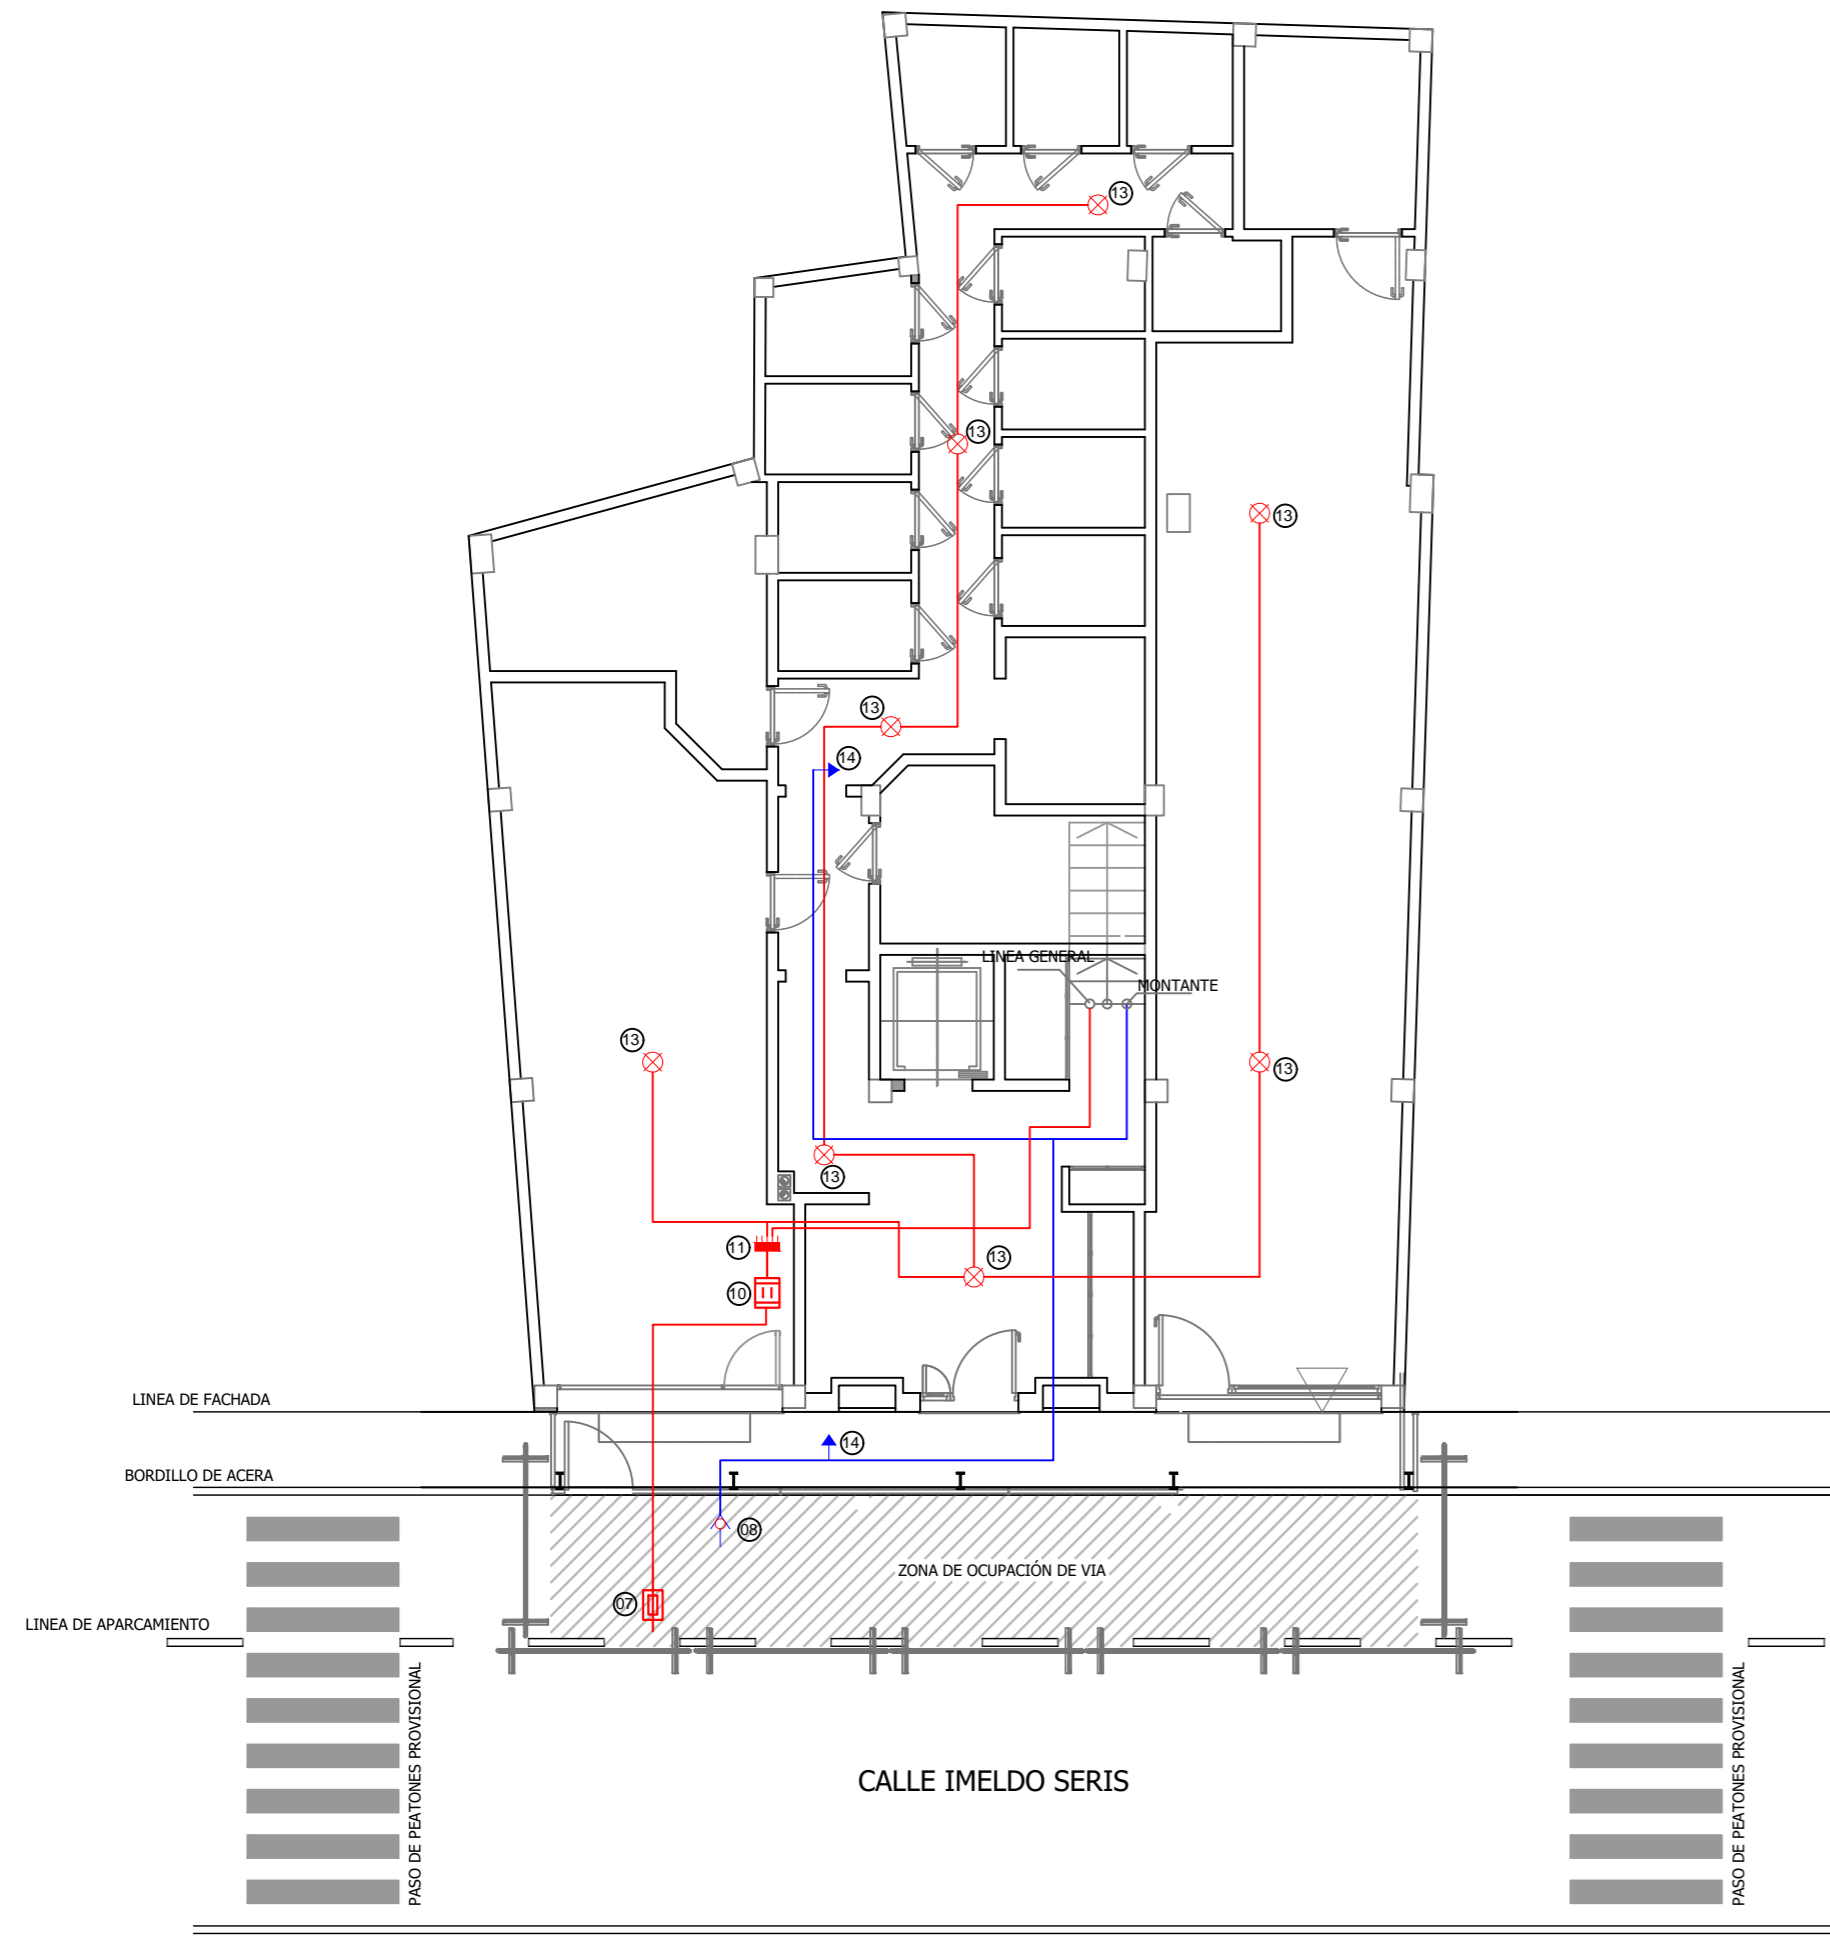 13
13
13
13
14
LINEA GENERAL
MONTANTE
13
13
13
11
13
10
LINEA DE FACHADA
14
BORDILLO DE ACERA
08
ZONA DE OCUPACIÓN DE VIA
07
LINEA DE APARCAMIENTO
PASO DE PEATONES PROVISIONAL
PASO DE PEATONES PROVISIONAL
CALLE IMELDO SERIS